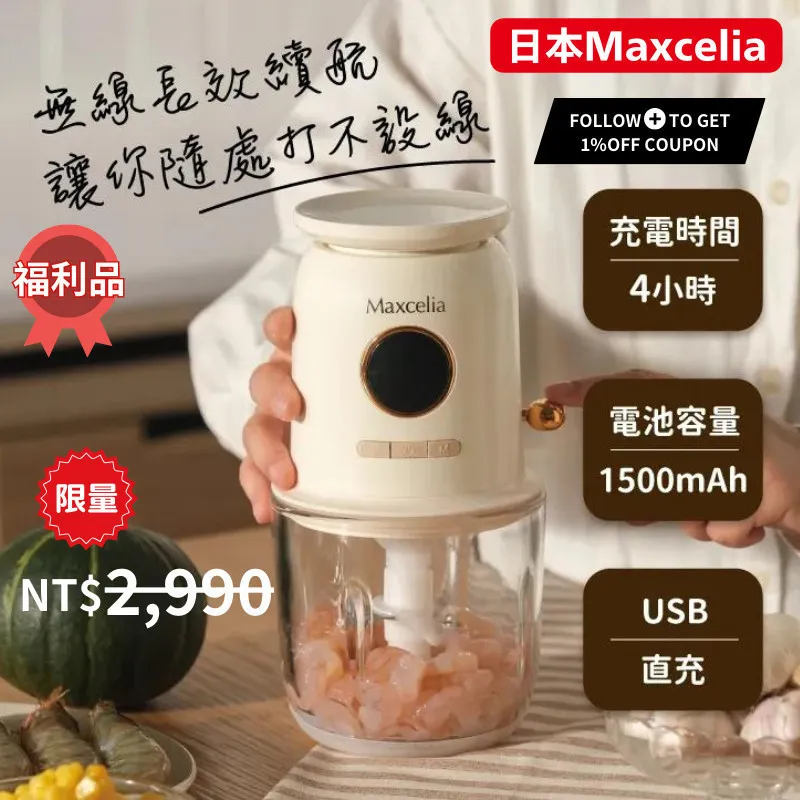 日本Maxcelia
無線長效續航
讓你隨處打不設線
FOLLOW TO GET
1%OFF COUPON
福利品
充電時間
4小時
Maxcelia
電池容量
1500mAh
限量
NT$2,990
USB
直充